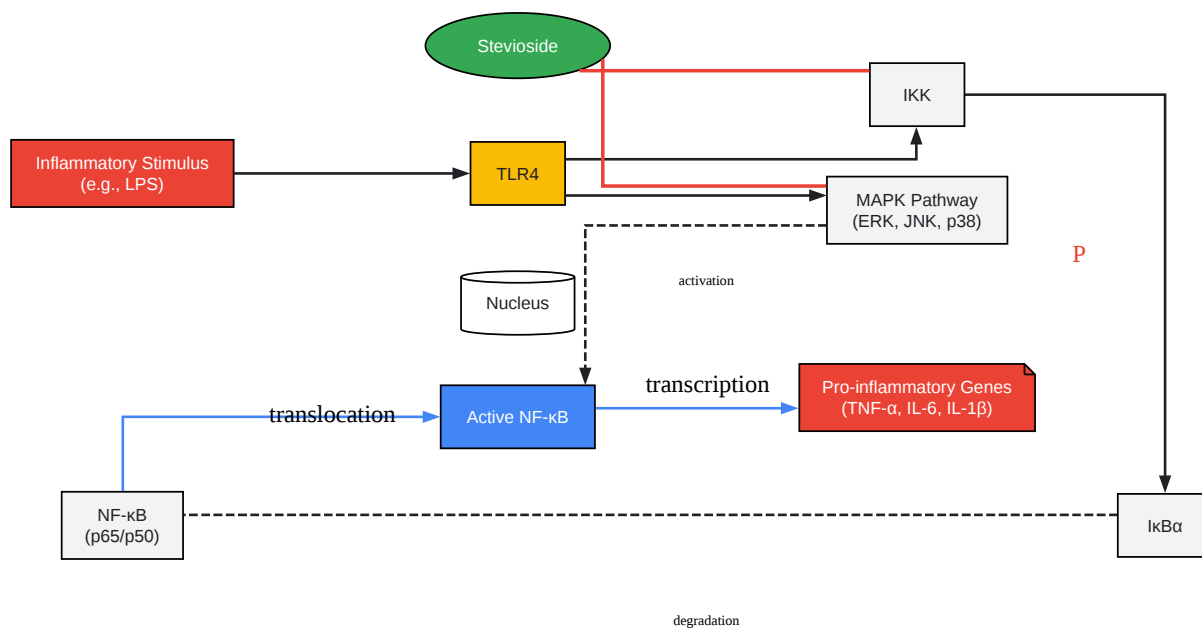 Stevioside
IKK
Inflammatory Stimulus
(e.g., LPS)
TLR4
MAPK Pathway
(ERK, JNK, p38)
P
activation
Nucleus
transcription
Pro-inflammatory Genes
(TNF-α, IL-6, IL-1β)
translocation
Active NF-κB
NF-κB
(p65/p50)
IκBα
degradation